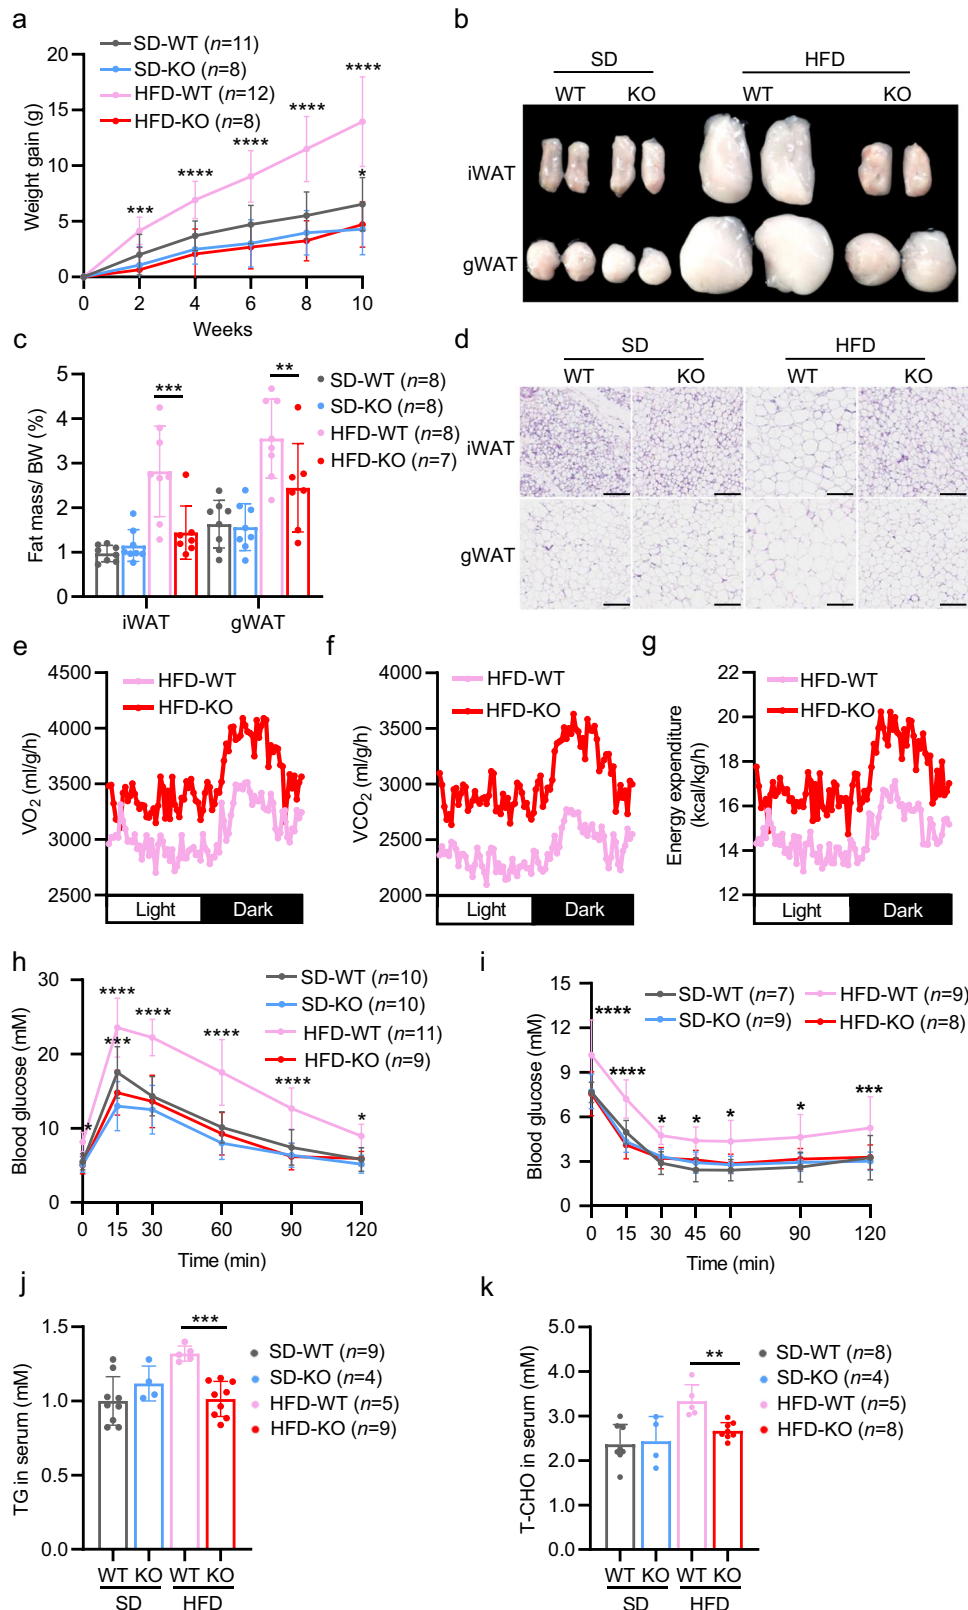 a
SD-WT (n=11)
SD-KO (n=8)
HFD-WT (n=12)
HFD-KO (n=8)
Weight gain (g)
20
15
10
5
0
***
****
****
****
****
*
0 2 4 6 8 10
Weeks
b
SD HFD
WT KO WT KO
iWAT
gWAT
c
Fat mass/ BW (%)
5
4
3
2
1
0
***
**
iWAT gWAT
SD-WT (n=8)
SD-KO (n=8)
HFD-WT (n=8)
HFD-KO (n=7)
d
SD HFD
WT KO WT KO
iWAT
gWAT
e
VO2 (ml/g/h)
4500
4000
3500
3000
2500
HFD-WT
HFD-KO
Light Dark
f
VCO2 (ml/g/h)
4000
3500
3000
2500
2000
HFD-WT
HFD-KO
Light Dark
g
Energy expenditure
(kcal/kg/h)
22
20
18
16
14
12
HFD-WT
HFD-KO
Light Dark
h
Blood glucose (mM)
30
20
10
0
SD-WT (n=10)
SD-KO (n=10)
HFD-WT (n=11)
HFD-KO (n=9)
*
****
***
****
****
****
*
0 15 30 60 90 120
Time (min)
i
Blood glucose (mM)
15
12
9
6
3
0
SD-WT (n=7)
SD-KO (n=9)
HFD-WT (n=9)
HFD-KO (n=8)
****
****
*
*
*
*
***
0 15 30 45 60 90 120
Time (min)
j
TG in serum (mM)
1.5
1.0
0.5
0.0
***
WT KO WT KO
SD HFD
SD-WT (n=9)
SD-KO (n=4)
HFD-WT (n=5)
HFD-KO (n=9)
k
T-CHO in serum (mM)
5.0
4.0
3.0
2.0
1.0
0.0
**
WT KO WT KO
SD HFD
SD-WT (n=8)
SD-KO (n=4)
HFD-WT (n=5)
HFD-KO (n=8)